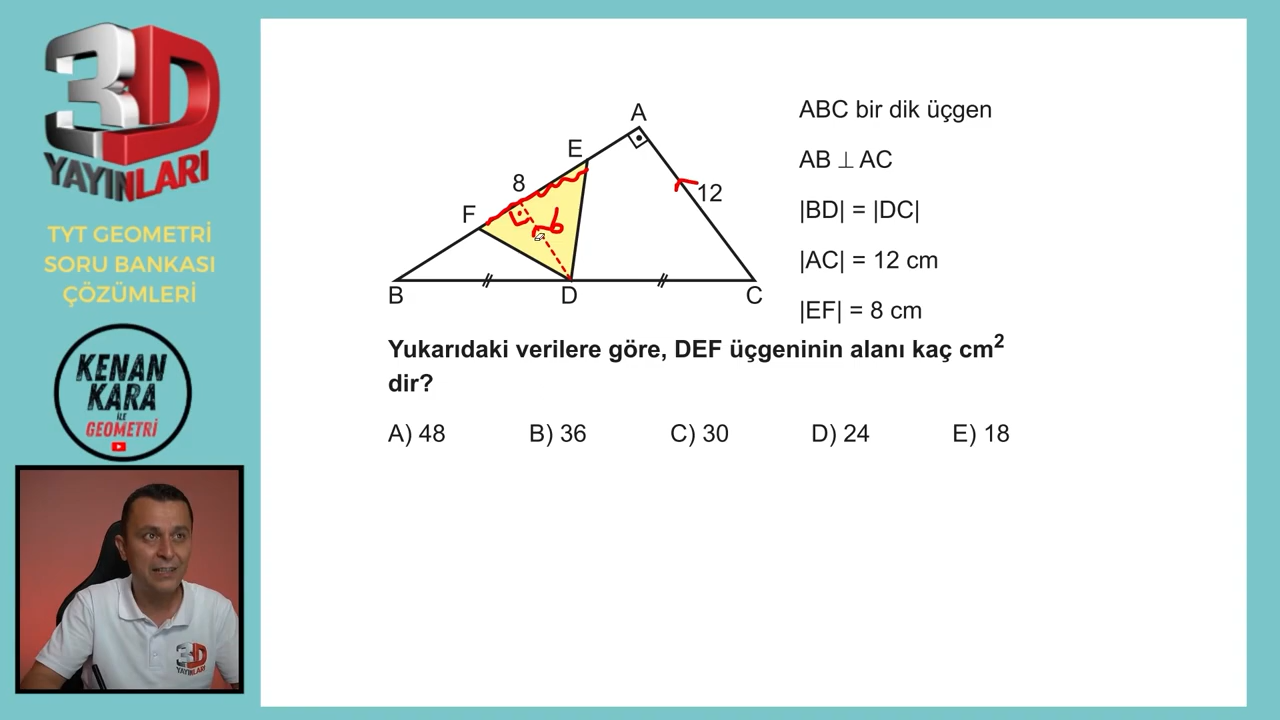 3D
YAYINLARI
TYT GEOMETRİ
SORU BANKASI
ÇÖZÜMLERİ
KENAN
KARA
İLE
GEOMETRİ
3D
YAYINLARI
A
E
8
F
12
6
B
D
C
ABC bir dik üçgen
AB ⊥ AC
|BD| = |DC|
|AC| = 12 cm
|EF| = 8 cm
Yukarıdaki verilere göre, DEF üçgeninin alanı kaç cm²
dir?
A) 48 B) 36 C) 30 D) 24 E) 18